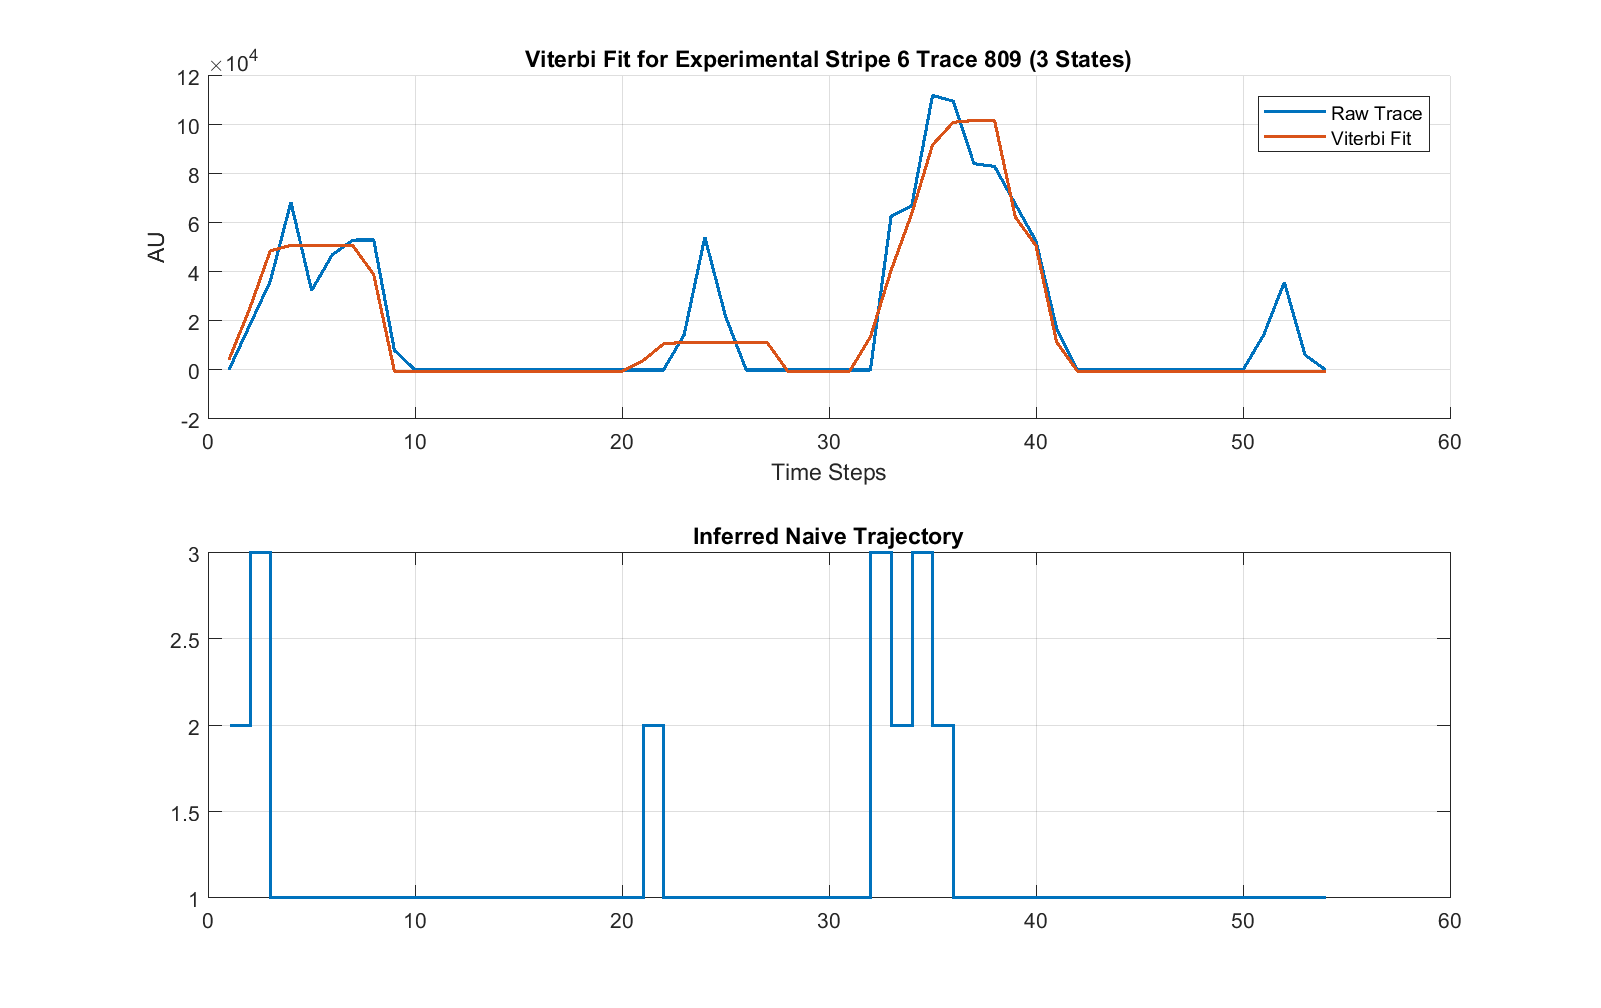 Viterbi Fit for Experimental Stripe 6 Trace 809 (3 States)
×10⁴
12
10
8
6
4
2
0
-2
AU
Raw Trace
Viterbi Fit
0 10 20 30 40 50 60
Time Steps
Inferred Naive Trajectory
3
2.5
2
1.5
1
0 10 20 30 40 50 60